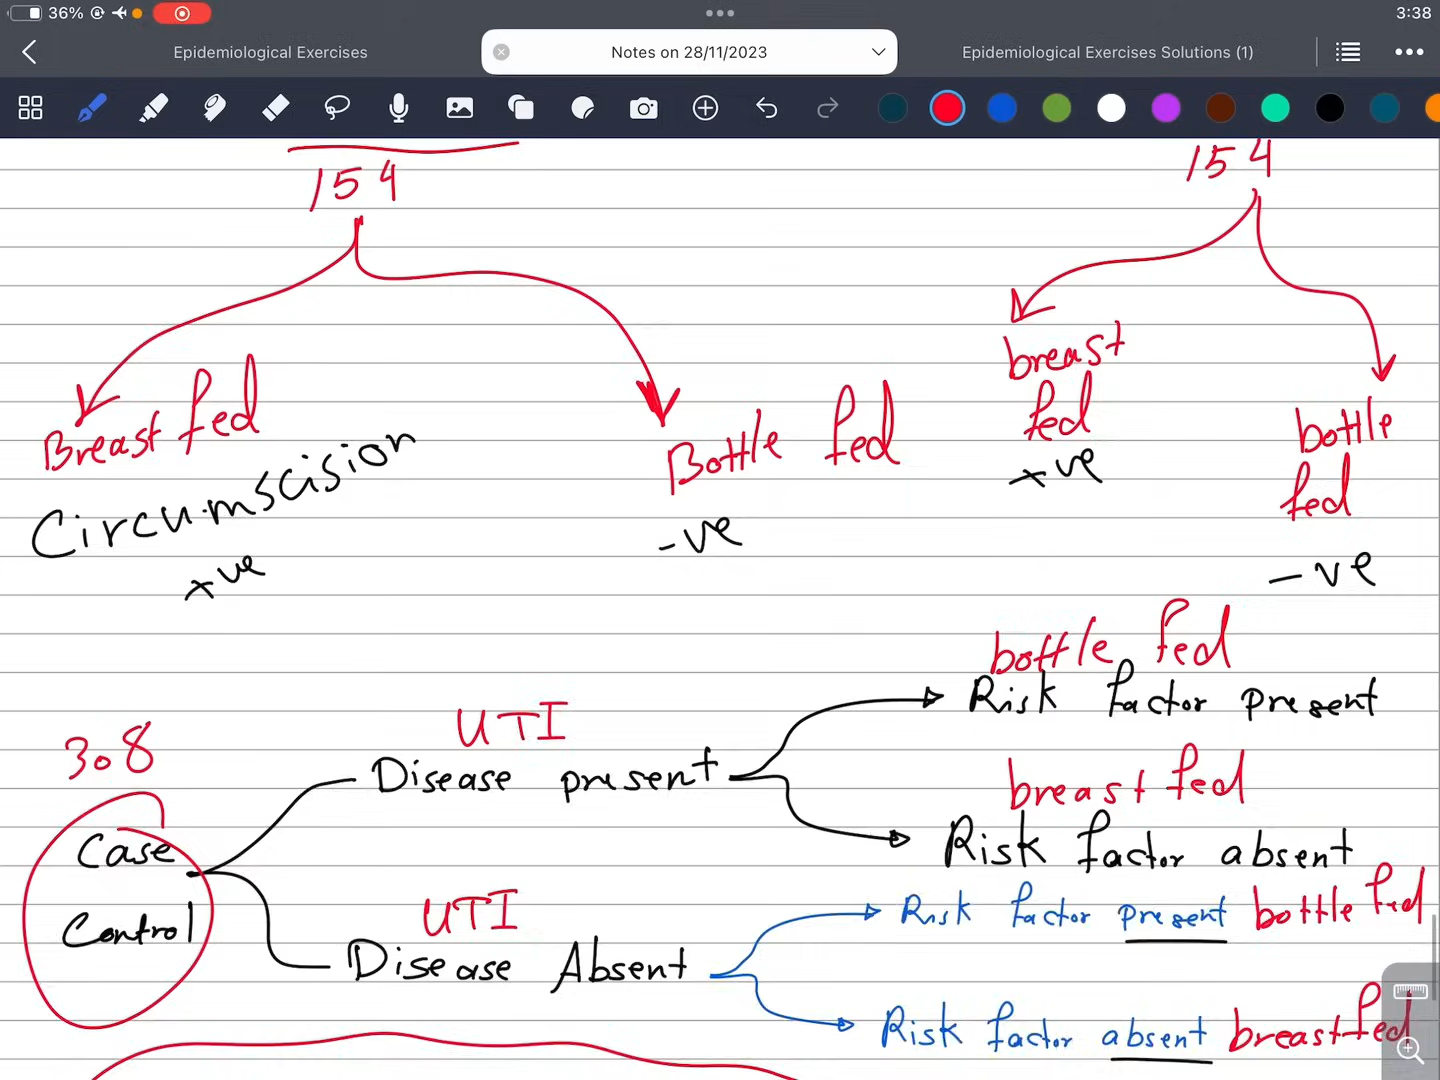 36% 3:38
Epidemiological Exercises Notes on 28/11/2023 Epidemiological Exercises Solutions (1)
154 154
Breast fed Bottle fed breast fed bottle fed
Circumscision
+ve -ve +ve -ve
308
Case Control
UTI
Disease present
bottle fed
Risk factor present
breast fed
Risk factor absent
UTI
Disease Absent
Risk factor present bottle fed
Risk factor absent breast fed